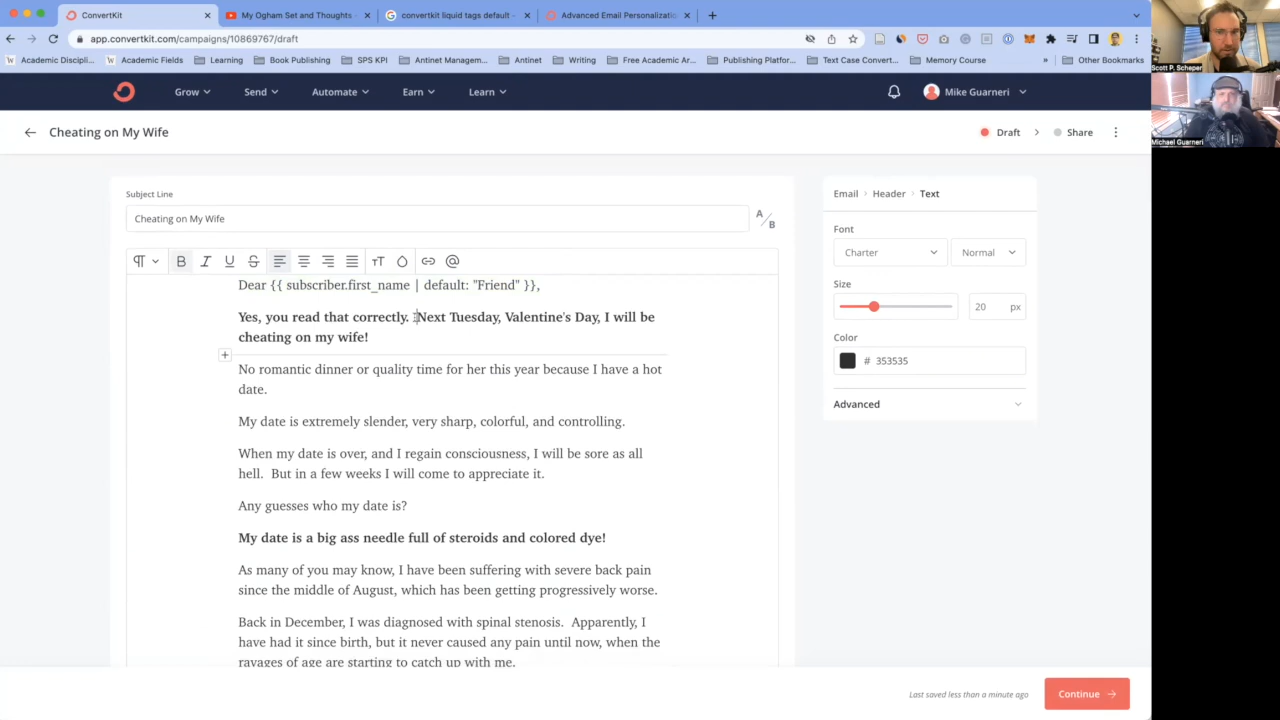 ConvertKit
My Ogham Set and Thoughts -
convertkit liquid tags default -
Advanced Email Personalizatio
app.convertkit.com/campaigns/10869767/draft
Academic Discipli...
Academic Fields
Learning
Book Publishing
SPS KPI
Antinet Managem...
Antinet
Writing
Free Academic Ar...
Publishing Platfor...
Text Case Convert...
Memory Course
»
Other Bookmarks
Scott P. Scheper
Michael Guarneri
Grow
Send
Automate
Earn
Learn
Mike Guarneri
Cheating on My Wife
Draft
Share
Subject Line
Cheating on My Wife
A/B
Email > Header > Text
Font
Charter
Normal
Size
20 px
Color
# 353535
Advanced
Dear {{ subscriber.first_name | default: "Friend" }},
Yes, you read that correctly. Next Tuesday, Valentine's Day, I will be
cheating on my wife!
No romantic dinner or quality time for her this year because I have a hot
date.
My date is extremely slender, very sharp, colorful, and controlling.
When my date is over, and I regain consciousness, I will be sore as all
hell.  But in a few weeks I will come to appreciate it.
Any guesses who my date is?
My date is a big ass needle full of steroids and colored dye!
As many of you may know, I have been suffering with severe back pain
since the middle of August, which has been getting progressively worse.
Back in December, I was diagnosed with spinal stenosis.  Apparently, I
have had it since birth, but it never caused any pain until now, when the
ravages of age are starting to catch up with me.
Last saved less than a minute ago
Continue →